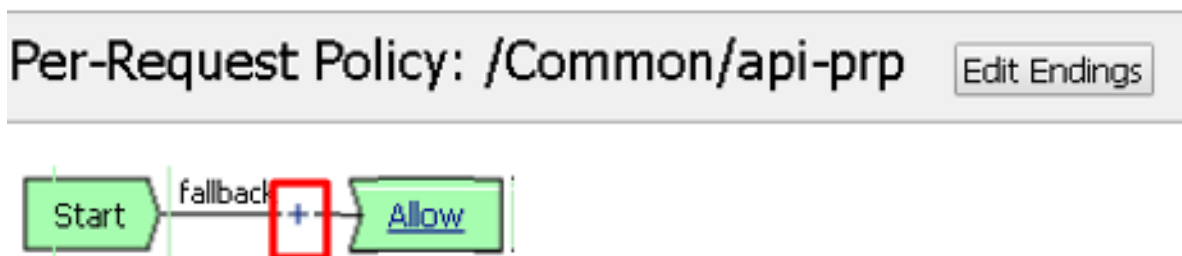 Per-Request Policy: /Common/api-prp Edit Endings
Start fallback + Allow